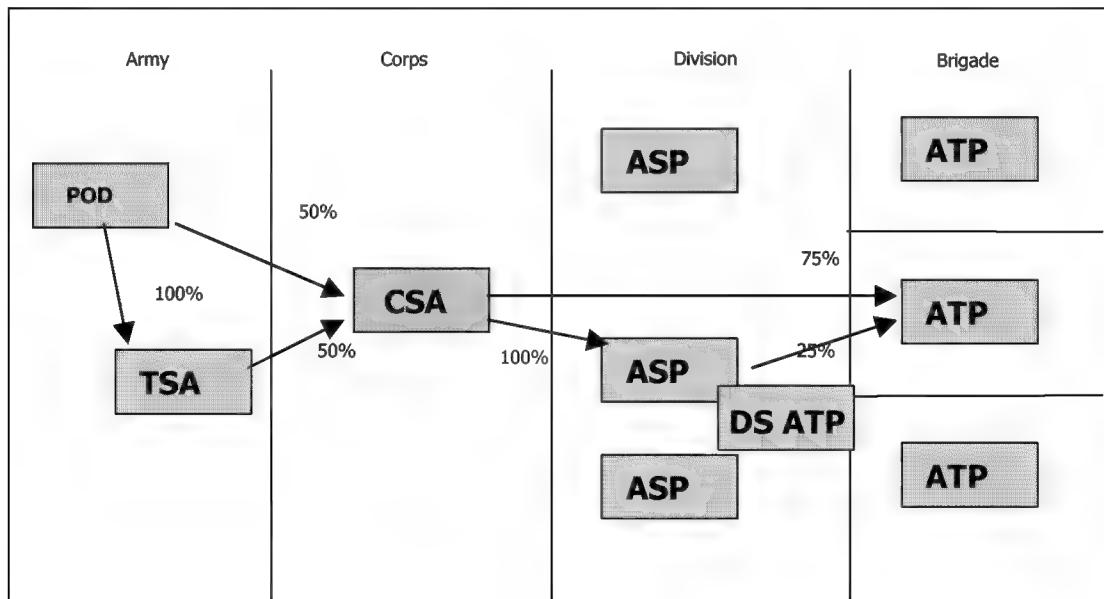 Army
Corps
Division
Brigade
POD
50%
100%
TSA
50%
CSA
100%
ASP
ASP
DS ATP
ASP
75%
25%
ATP
ATP
ATP